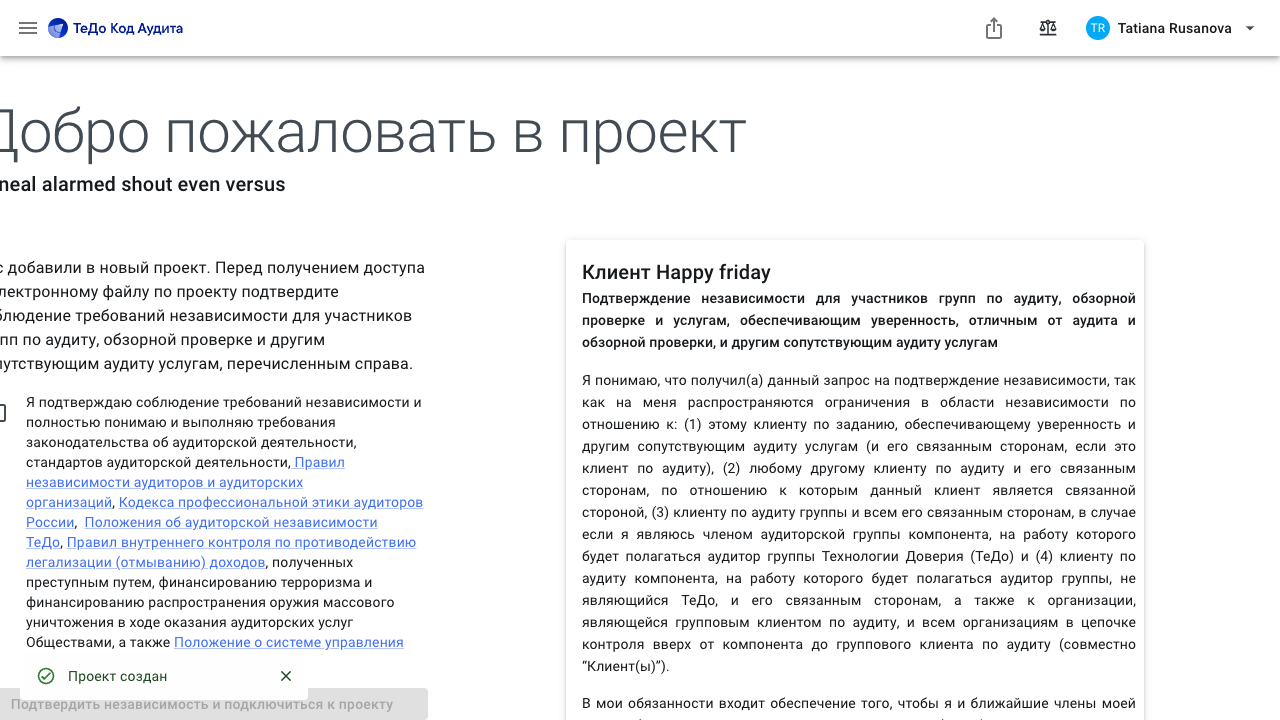 ТеДо Код Аудита
TR Tatiana Rusanova
Добро пожаловать в проект
neal alarmed shout even versus
с добавили в новый проект. Перед получением доступа
лектронному файлу по проекту подтвердите
блюдение требований независимости для участников
пп по аудиту, обзорной проверке и другим
путствующим аудиту услугам, перечисленным справа.
Я подтверждаю соблюдение требований независимости и
полностью понимаю и выполняю требования
законодательства об аудиторской деятельности,
стандартов аудиторской деятельности, Правил
независимости аудиторов и аудиторских
организаций, Кодекса профессиональной этики аудиторов
России, Положения об аудиторской независимости
ТеДо, Правил внутреннего контроля по противодействию
легализации (отмыванию) доходов, полученных
преступным путем, финансированию терроризма и
финансированию распространения оружия массового
уничтожения в ходе оказания аудиторских услуг
Обществами, а также Положение о системе управления
Проект создан
Подтвердить независимость и подключиться к проекту
Клиент Happy friday
Подтверждение независимости для участников групп по аудиту, обзорной
проверке и услугам, обеспечивающим уверенность, отличным от аудита и
обзорной проверки, и другим сопутствующим аудиту услугам
Я понимаю, что получил(а) данный запрос на подтверждение независимости, так
как на меня распространяются ограничения в области независимости по
отношению к: (1) этому клиенту по заданию, обеспечивающему уверенность и
другим сопутствующим аудиту услугам (и его связанным сторонам, если это
клиент по аудиту), (2) любому другому клиенту по аудиту и его связанным
сторонам, по отношению к которым данный клиент является связанной
стороной, (3) клиенту по аудиту группы и всем его связанным сторонам, в случае
если я являюсь членом аудиторской группы компонента, на работу которого
будет полагаться аудитор группы Технологии Доверия (ТеДо) и (4) клиенту по
аудиту компонента, на работу которого будет полагаться аудитор группы, не
являющийся ТеДо, и его связанным сторонам, а также к организации,
являющейся групповым клиентом по аудиту, и всем организациям в цепочке
контроля вверх от компонента до группового клиента по аудиту (совместно
“Клиент(ы)”).
В мои обязанности входит обеспечение того, чтобы я и ближайшие члены моей